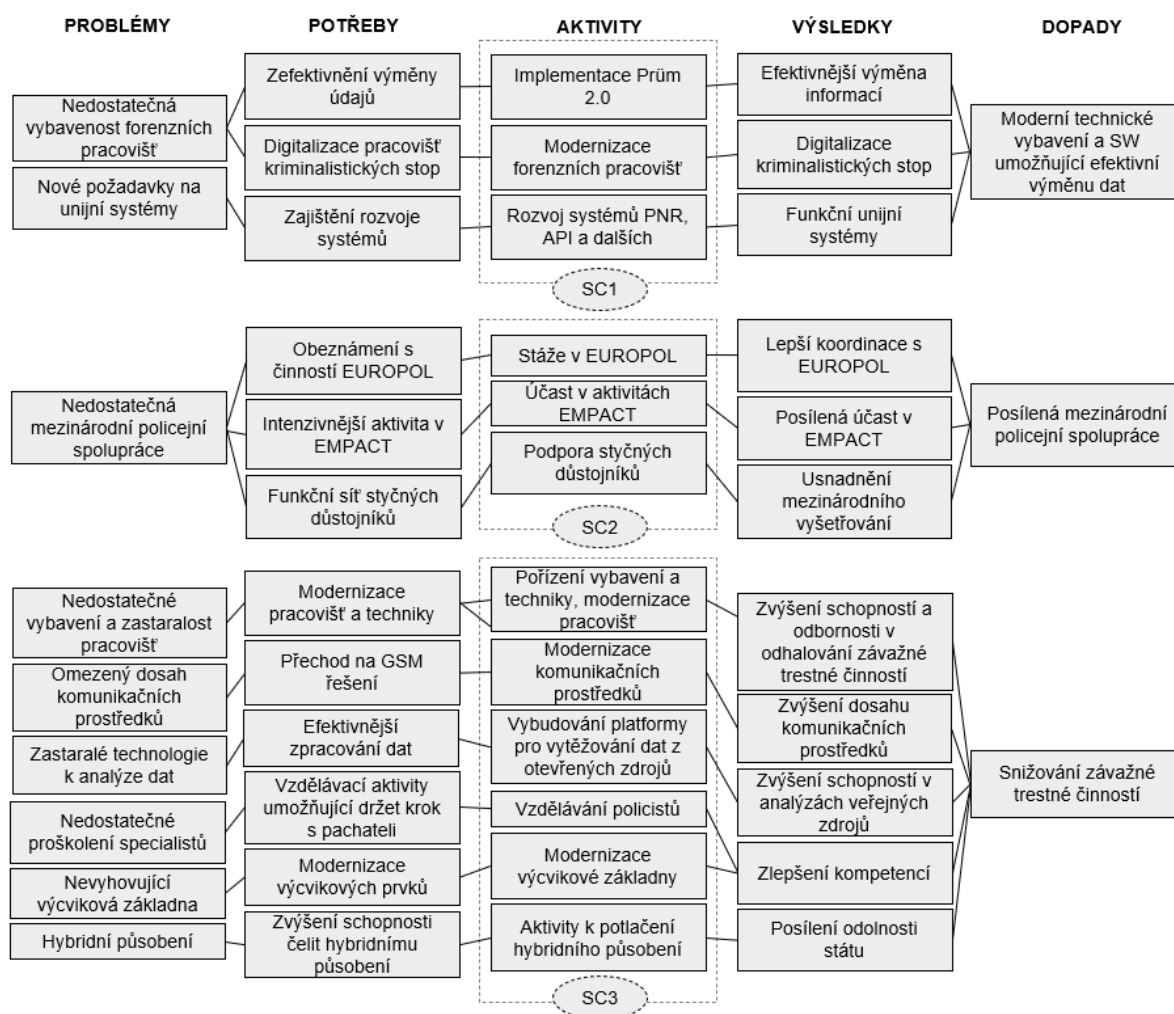 PROBLÉMY
POTŘEBY
AKTIVITY
VÝSLEDKY
DOPADY
Nedostatečná
vybavenost forenzních
pracovišť
Nové požadavky na
unijní systémy
Zefektivnění výměny
údajů
Digitalizace pracovišť
kriminalistických stop
Zajištění rozvoje
systémů
Implementace Prüm
2.0
Modernizace
forenzních pracovišť
Rozvoj systémů PNR,
API a dalších
SC1
Efektivnější výměna
informací
Digitalizace
kriminalistických stop
Funkční unijní
systémy
Moderní technické
vybavení a SW
umožňující efektivní
výměnu dat
Nedostatečná
mezinárodní policejní
spolupráce
Obeznámení s
činností EUROPOL
Intenzivnější aktivita v
EMPACT
Funkční síť styčných
důstojníků
Stáže v EUROPOL
Účast v aktivitách
EMPACT
Podpora styčných
důstojníků
SC2
Lepší koordinace s
EUROPOL
Posílená účast v
EMPACT
Usnadnění
mezinárodního
vyšetřování
Posílená mezinárodní
policejní spolupráce
Nedostatečné
vybavení a zastaralost
pracovišť
Omezený dosah
komunikačních
prostředků
Zastaralé technologie
k analýze dat
Nedostatečné
proškolení specialistů
Nevyhovující
výcviková základna
Hybridní působení
Modernizace
pracovišť a techniky
Přechod na GSM
řešení
Efektivnější
zpracování dat
Vzdělávací aktivity
umožňující držet krok
s pachateli
Modernizace
výcvikových prvků
Zvýšení schopnosti
čelit hybridnímu
působení
Pořízení vybavení a
techniky, modernizace
pracovišť
Modernizace
komunikačních
prostředků
Vybudování platformy
pro vytěžování dat z
otevřených zdrojů
Vzdělávání policistů
Modernizace
výcvikové základny
Aktivity k potlačení
hybridního působení
SC3
Zvýšení schopností a
odbornosti v
odhalování závažné
trestné činností
Zvýšení dosahu
komunikačních
prostředků
Zvýšení schopností v
analýzách veřejných
zdrojů
Zlepšení kompetencí
Posílení odolnosti
státu
Snižování závažné
trestné činností